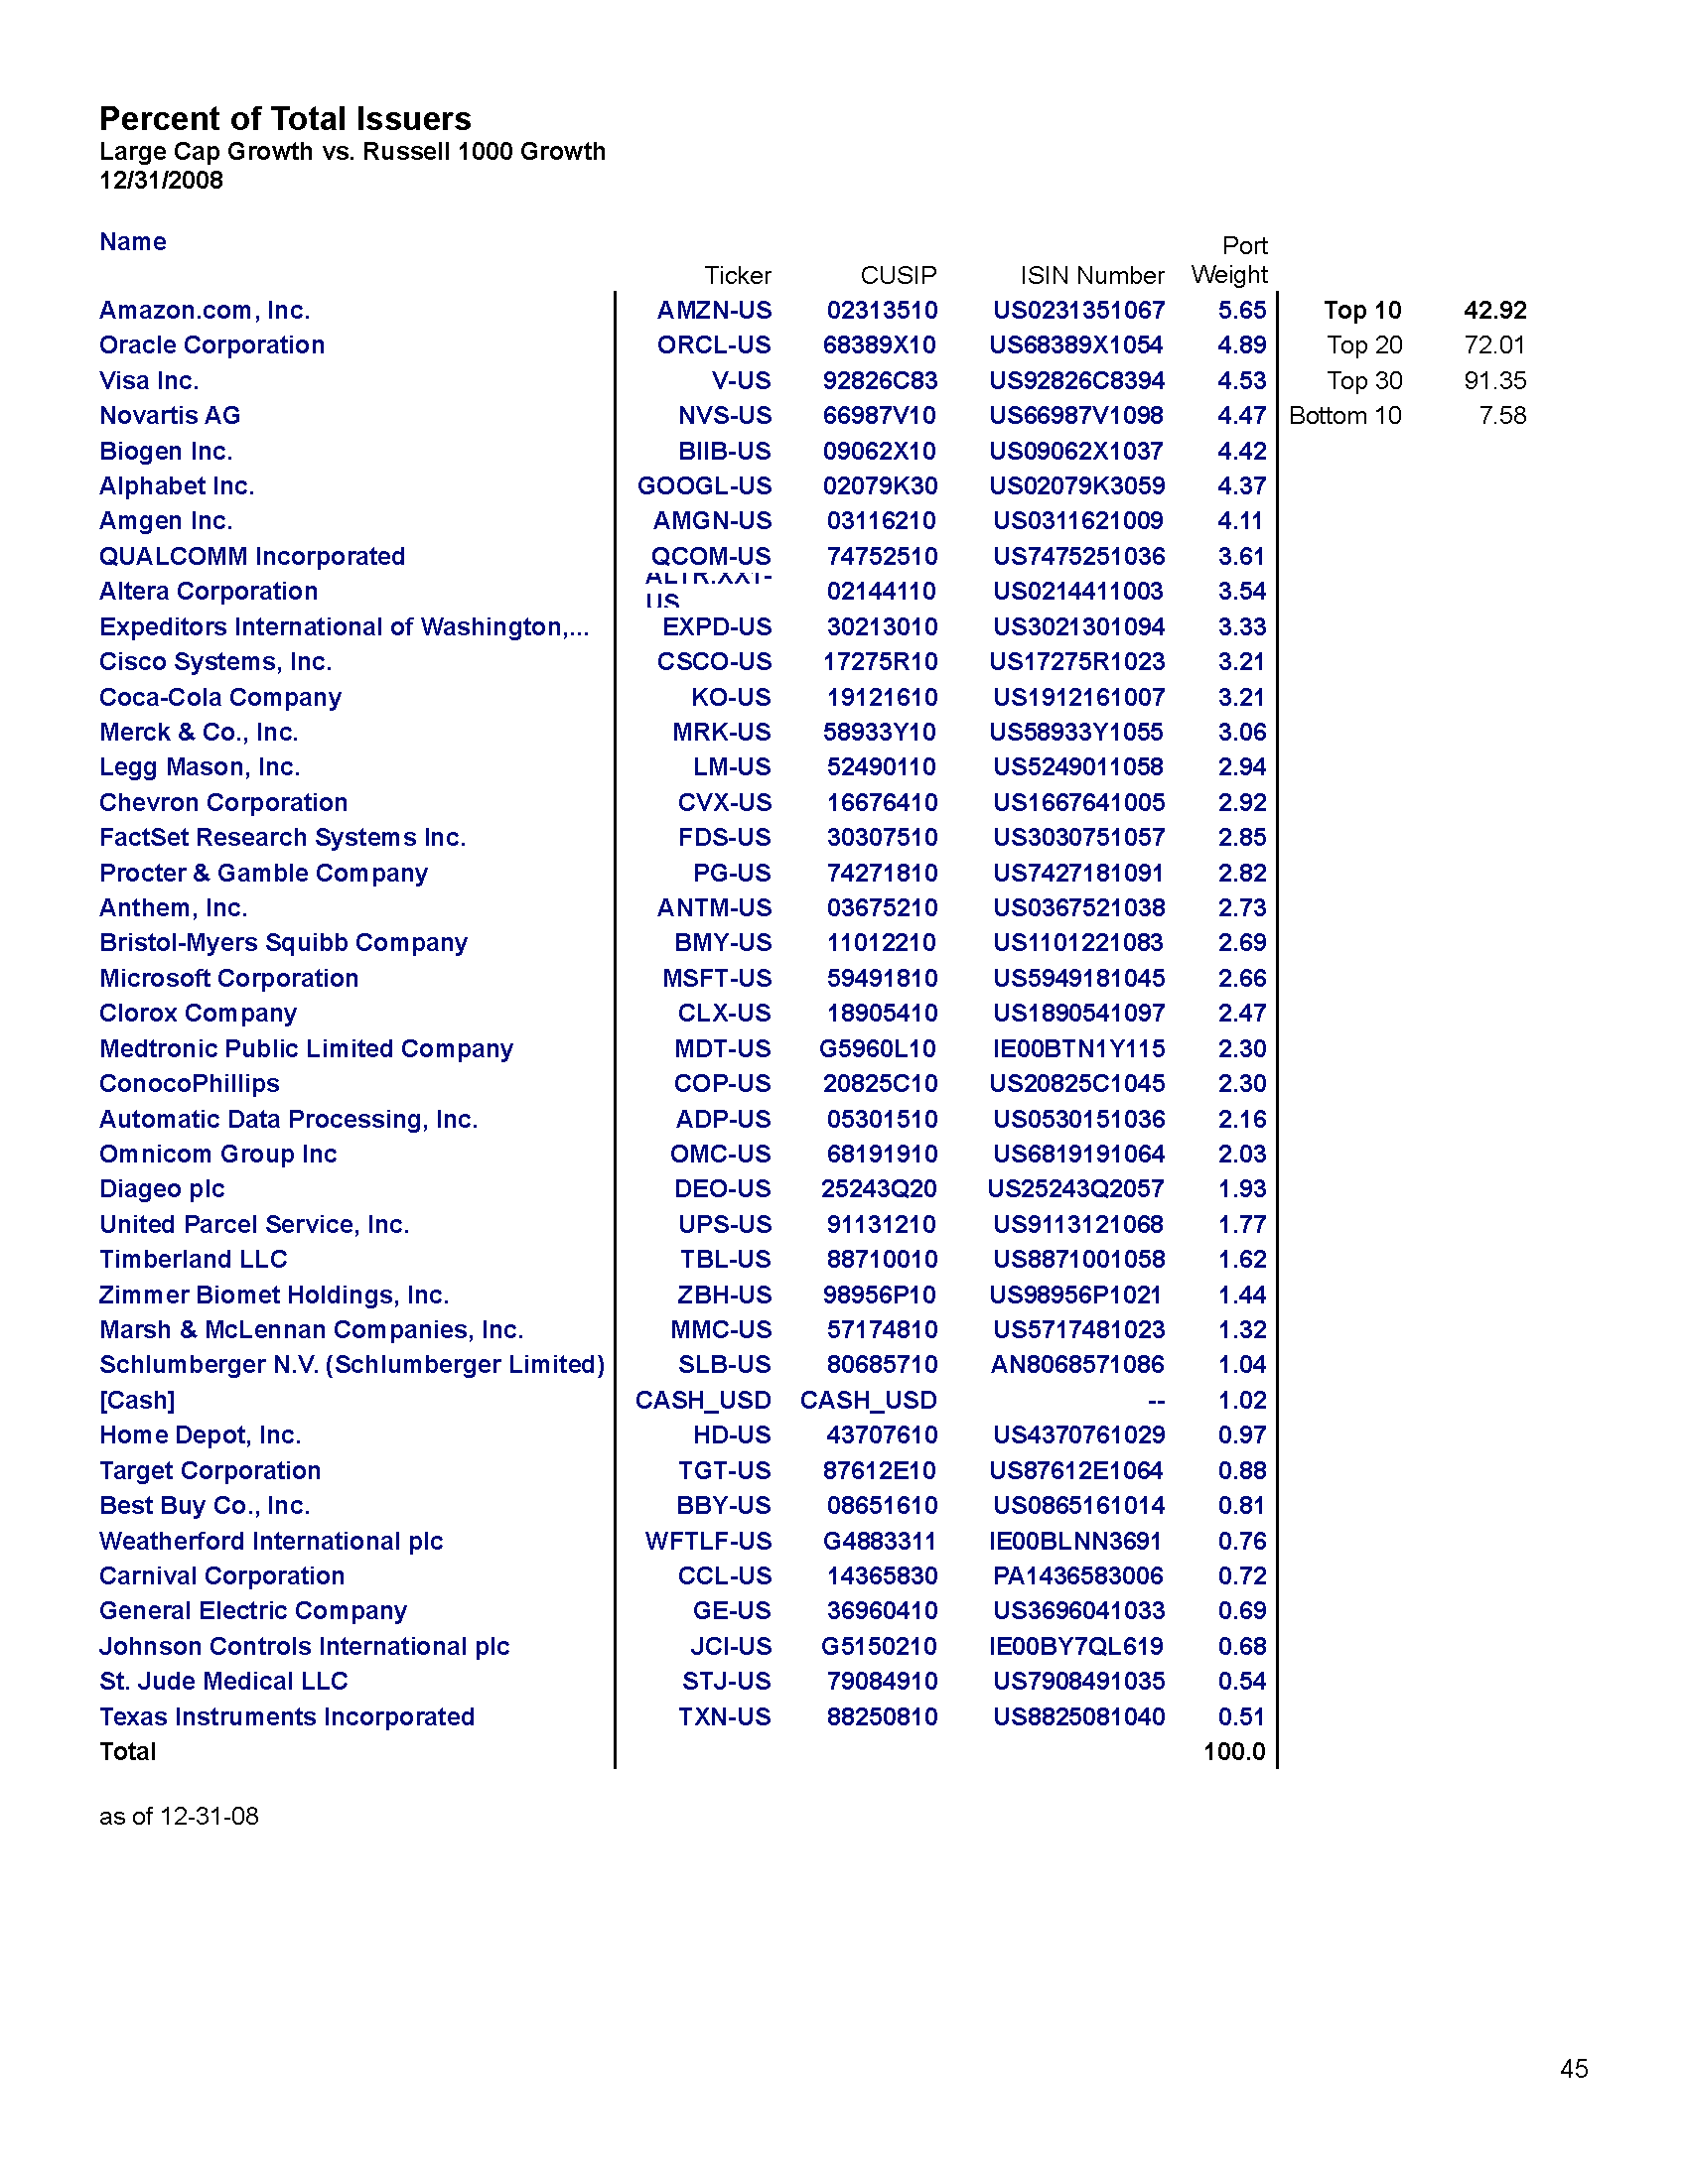 Percent of Total Issuers
Large Cap Growth vs. Russell 1000 Growth
12/31/2008
Name Ticker CUSIP ISIN Number Port Weight
Amazon.com, Inc. AMZN-US 02313510 US0231351067 5.65 Top 10 42.92
Oracle Corporation ORCL-US 68389X10 US68389X1054 4.89 Top 20 72.01
Visa Inc. V-US 92826C83 US92826C8394 4.53 Top 30 91.35
Novartis AG NVS-US 66987V10 US66987V1098 4.47 Bottom 10 7.58
Biogen Inc. BIIB-US 09062X10 US09062X1037 4.42
Alphabet Inc. GOOGL-US 02079K30 US02079K3059 4.37
Amgen Inc. AMGN-US 03116210 US0311621009 4.11
QUALCOMM Incorporated QCOM-US 74752510 US7475251036 3.61
Altera Corporation US 02144110 US0214411003 3.54
Expeditors International of Washington,... EXPD-US 30213010 US3021301094 3.33
Cisco Systems, Inc. CSCO-US 17275R10 US17275R1023 3.21
Coca-Cola Company KO-US 19121610 US1912161007 3.21
Merck & Co., Inc. MRK-US 58933Y10 US58933Y1055 3.06
Legg Mason, Inc. LM-US 52490110 US5249011058 2.94
Chevron Corporation CVX-US 16676410 US1667641005 2.92
FactSet Research Systems Inc. FDS-US 30307510 US3030751057 2.85
Procter & Gamble Company PG-US 74271810 US7427181091 2.82
Anthem, Inc. ANTM-US 03675210 US0367521038 2.73
Bristol-Myers Squibb Company BMY-US 11012210 US1101221083 2.69
Microsoft Corporation MSFT-US 59491810 US5949181045 2.66
Clorox Company CLX-US 18905410 US1890541097 2.47
Medtronic Public Limited Company MDT-US G5960L10 IE00BTN1Y115 2.30
ConocoPhillips COP-US 20825C10 US20825C1045 2.30
Automatic Data Processing, Inc. ADP-US 05301510 US0530151036 2.16
Omnicom Group Inc OMC-US 68191910 US6819191064 2.03
Diageo plc DEO-US 25243Q20 US25243Q2057 1.93
United Parcel Service, Inc. UPS-US 91131210 US9113121068 1.77
Timberland LLC TBL-US 88710010 US8871001058 1.62
Zimmer Biomet Holdings, Inc. ZBH-US 98956P10 US98956P1021 1.44
Marsh & McLennan Companies, Inc. MMC-US 57174810 US5717481023 1.32
Schlumberger N.V. (Schlumberger Limited) SLB-US 80685710 AN8068571086 1.04
[Cash] CASH_USD CASH_USD -- 1.02
Home Depot, Inc. HD-US 43707610 US4370761029 0.97
Target Corporation TGT-US 87612E10 US87612E1064 0.88
Best Buy Co., Inc. BBY-US 08651610 US0865161014 0.81
Weatherford International plc WFTLF-US G4883311 IE00BLNN3691 0.76
Carnival Corporation CCL-US 14365830 PA1436583006 0.72
General Electric Company GE-US 36960410 US3696041033 0.69
Johnson Controls International plc JCI-US G5150210 IE00BY7QL619 0.68
St. Jude Medical LLC STJ-US 79084910 US7908491035 0.54
Texas Instruments Incorporated TXN-US 88250810 US8825081040 0.51
Total 100.0
as of 12-31-08
45